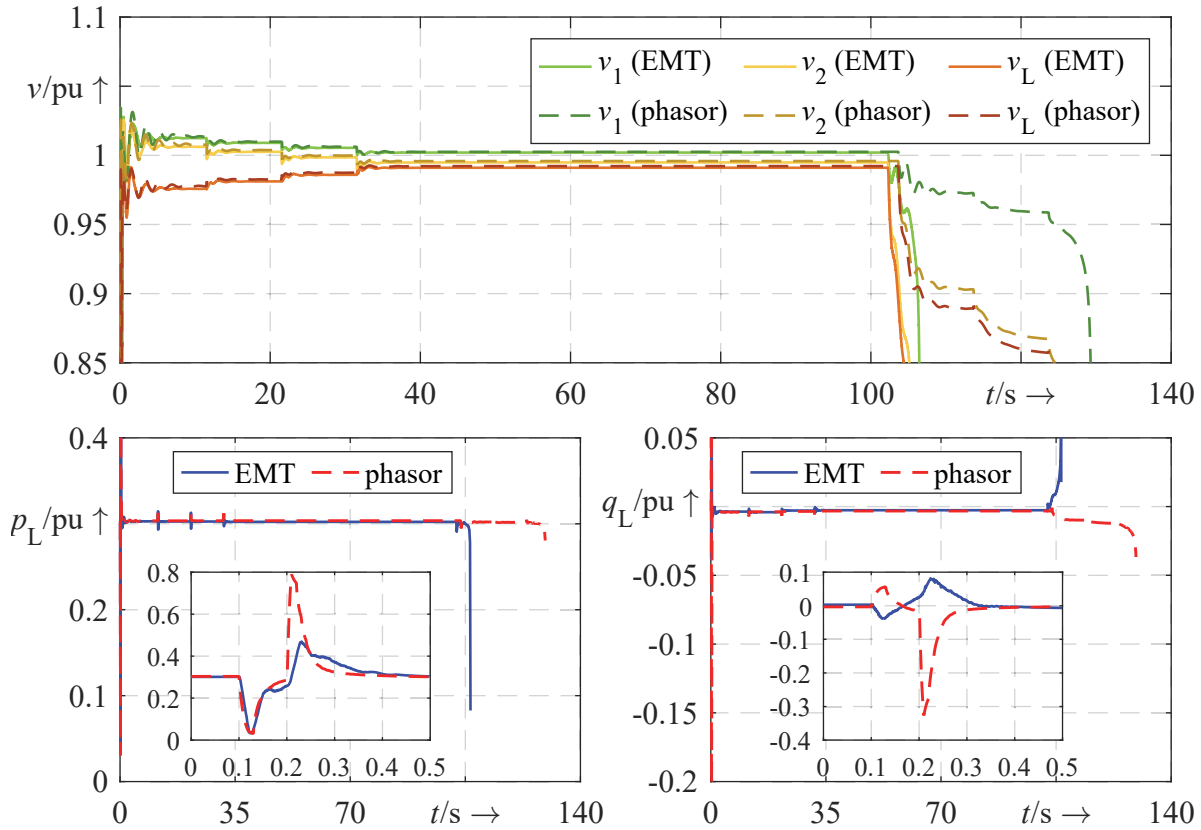 1.1
v/pu ↑
1
0.95
0.9
0.85
v1 (EMT) v2 (EMT) vL (EMT)
v1 (phasor) v2 (phasor) vL (phasor)
0 20 40 60 80 100 t/s → 140
0.4
pL/pu ↑
0.2
0.1
0
EMT phasor
0.8
0.6
0.4
0.2
0
0 0.1 0.2 0.3 0.4 0.5
0 35 70 t/s → 140
0.05
qL/pu ↑
-0.05
-0.1
-0.15
-0.2
EMT phasor
0.1
0
-0.1
-0.2
-0.3
-0.4
0 0.1 0.2 0.3 0.4 0.5
0 35 70 t/s → 140